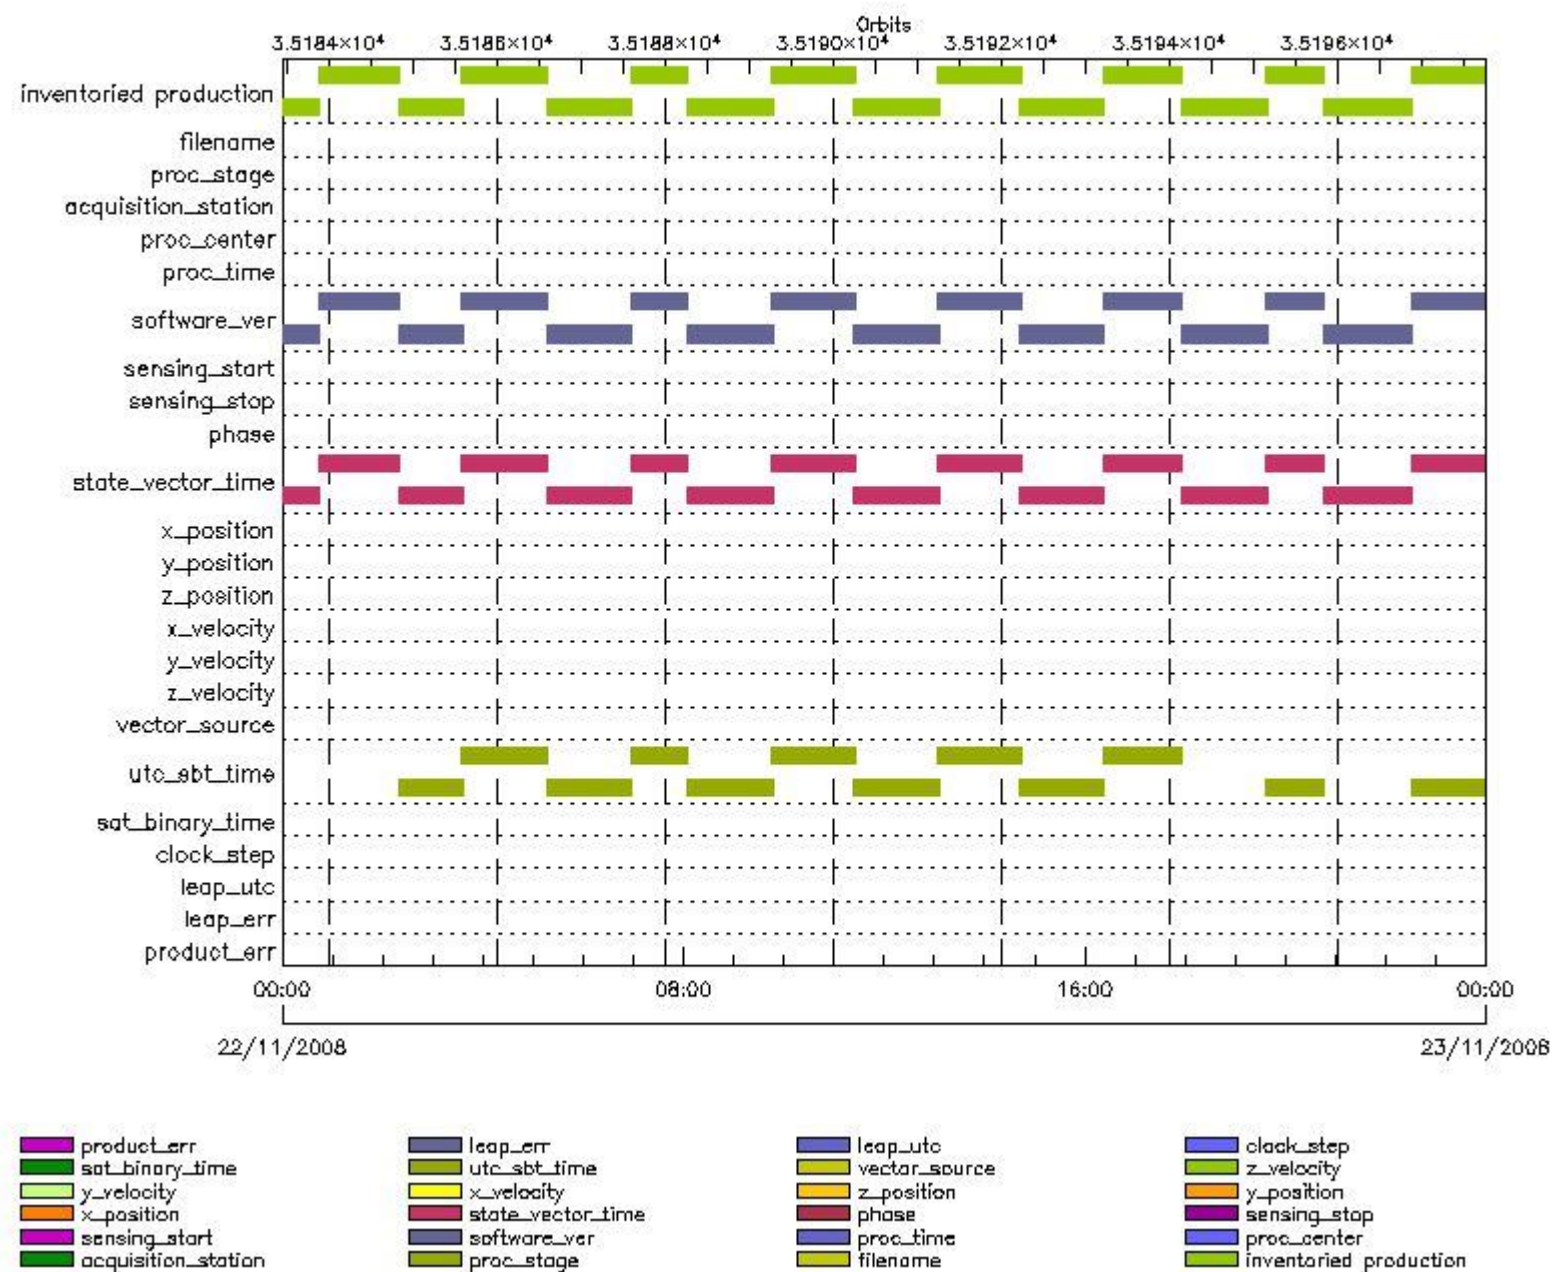 Orbits
3.5184×10⁴ 3.5186×10⁴ 3.5188×10⁴ 3.5190×10⁴ 3.5192×10⁴ 3.5194×10⁴ 3.5196×10⁴
inventoried production
filename
proc_stage
acquisition_station
proc_center
proc_time
software_ver
sensing_start
sensing_stop
phase
state_vector_time
x_position
y_position
z_position
x_velocity
y_velocity
z_velocity
vector_source
utc_sbt_time
sat_binary_time
clock_step
leap_utc
leap_err
product_err
00:00 08:00 16:00 00:00
22/11/2008 23/11/2008
product_err leap_err leap_utc clock_step
sat_binary_time utc_sbt_time vector_source z_velocity
y_velocity x_velocity z_position y_position
x_position state_vector_time phase sensing_stop
sensing_start software_ver proc_time proc_center
acquisition_station proc_stage filename inventoried production